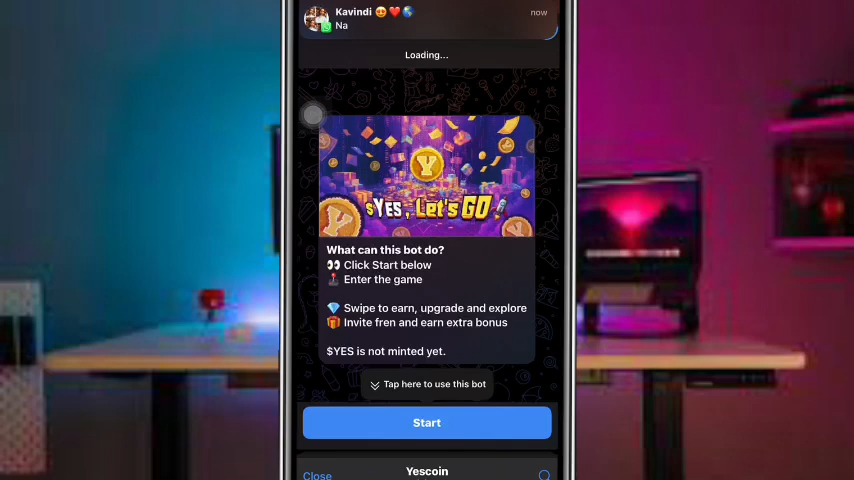 Kavindi 😍❤️🌎
now
Na
Loading...
Y
$YES, Let's GO
What can this bot do?
👀 Click Start below
🕹 Enter the game
💎 Swipe to earn, upgrade and explore
🎁 Invite fren and earn extra bonus
$YES is not minted yet.
Tap here to use this bot
Start
Close
Yescoin